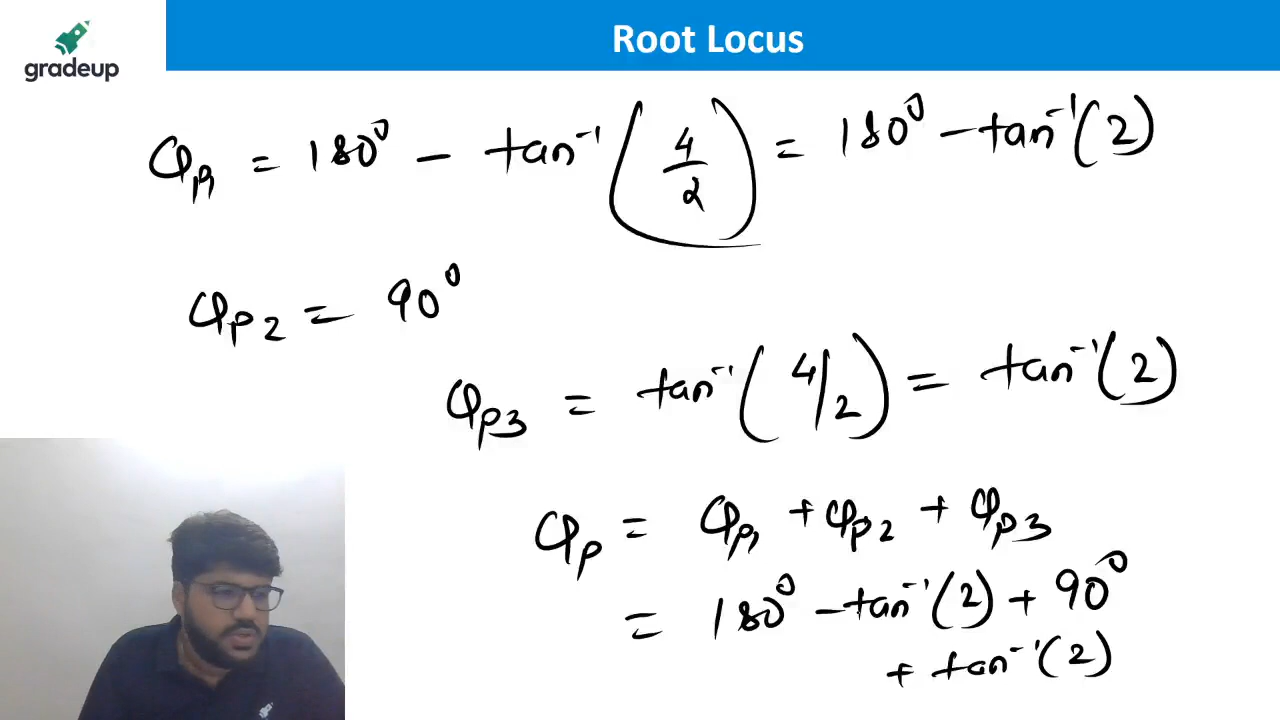 Root Locus
gradeup
φp1 = 180° - tan⁻¹(4/2) = 180° - tan⁻¹(2)
φp2 = 90°
φp3 = tan⁻¹(4/2) = tan⁻¹(2)
φp = φp1 + φp2 + φp3
= 180° - tan⁻¹(2) + 90°
+ tan⁻¹(2)